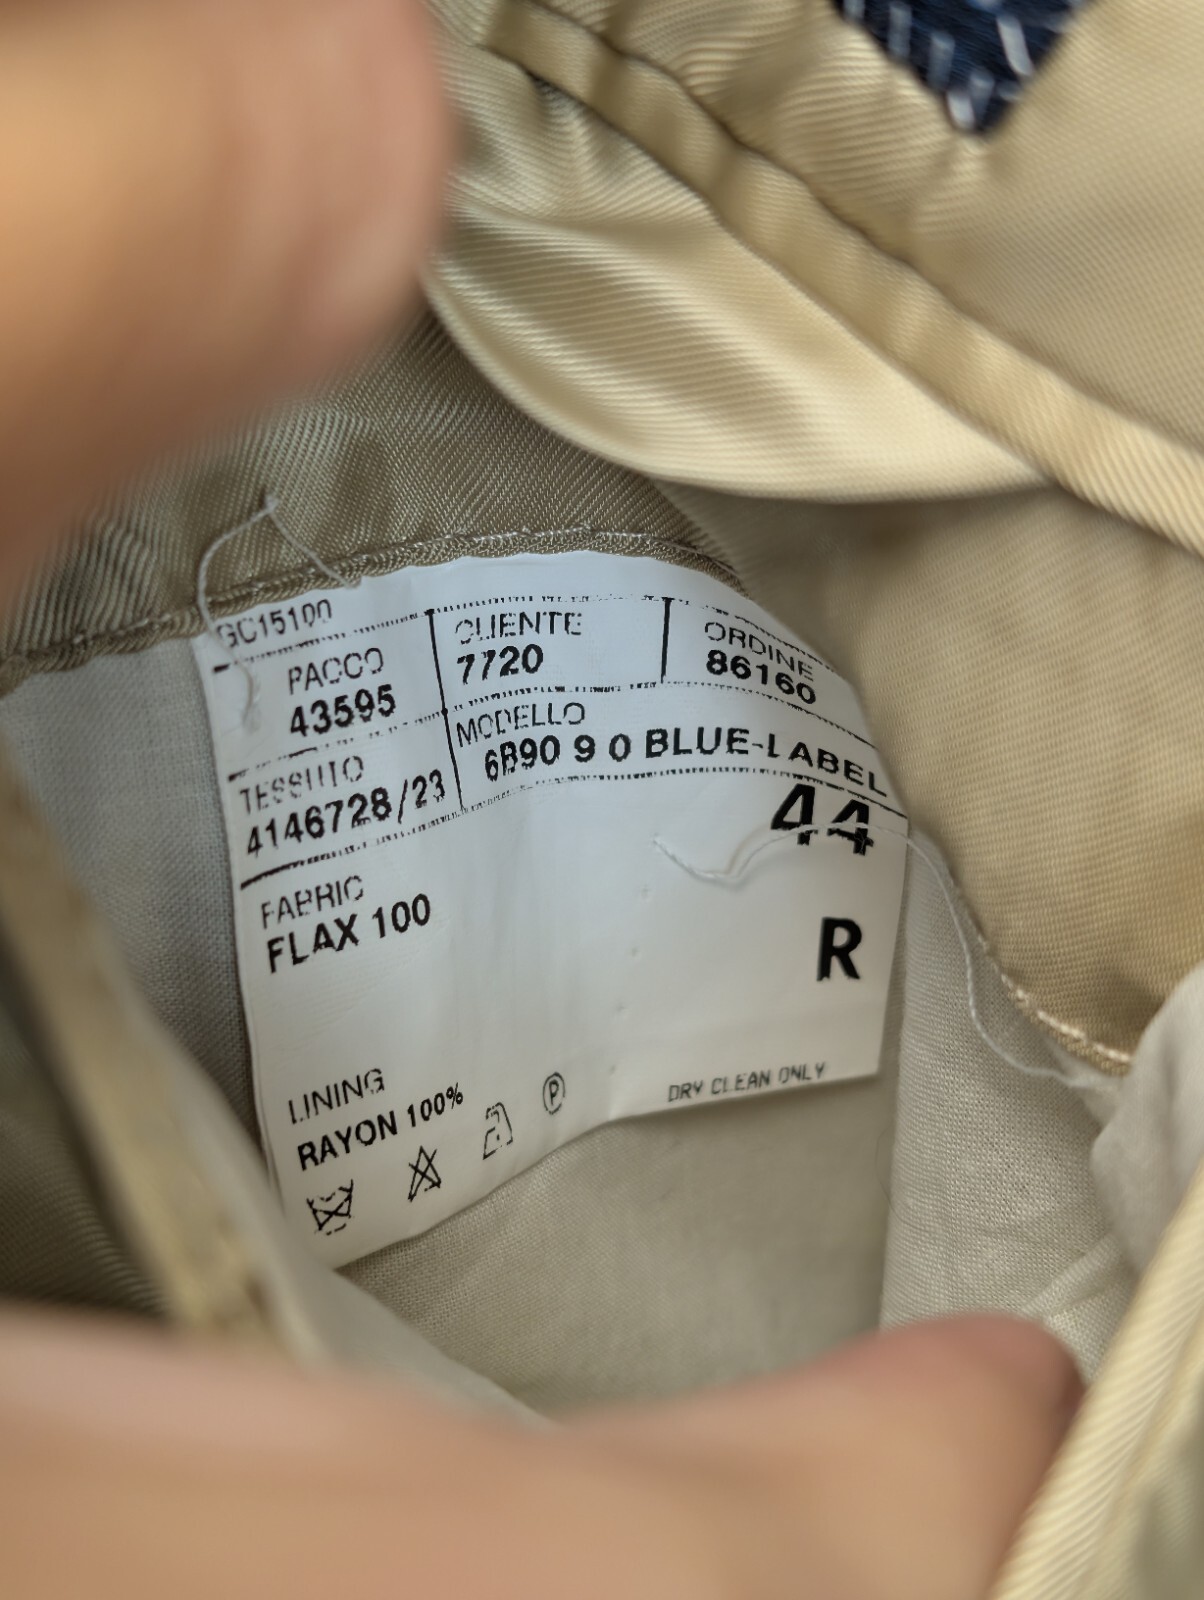 GC15100
PACCO
43595
CLIENTE
7720
ORDINE
86160
TESSUTO
4146728/23
MODELLO
6B90 9 0 BLUE-LABEL
44
R
FABRIC
FLAX 100
LINING
RAYON 100%
P
DRY CLEAN ONLY